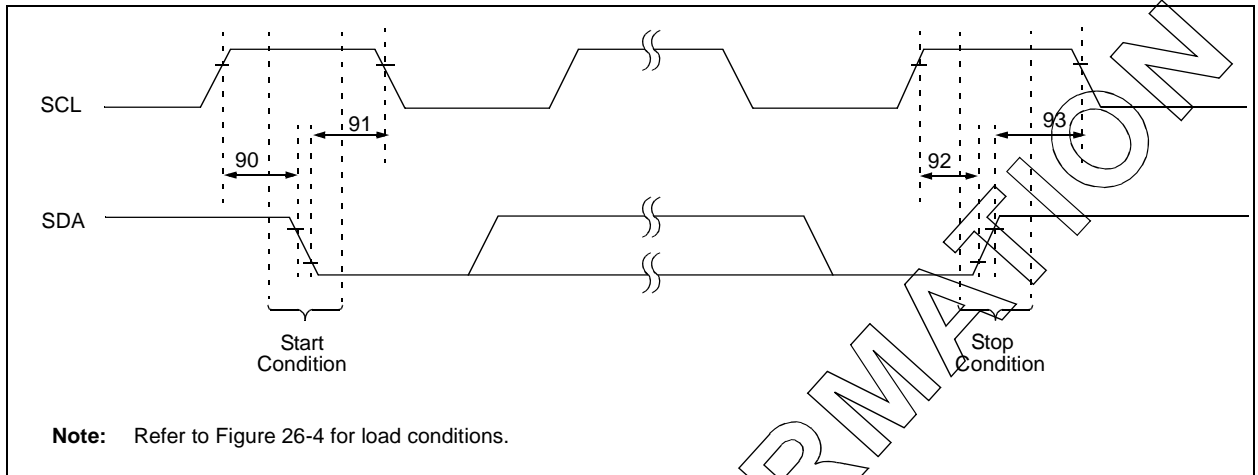 SCL
91
93
90
92
SDA
Start
Condition
Stop
Condition
Note: Refer to Figure 26-4 for load conditions.
RMATION